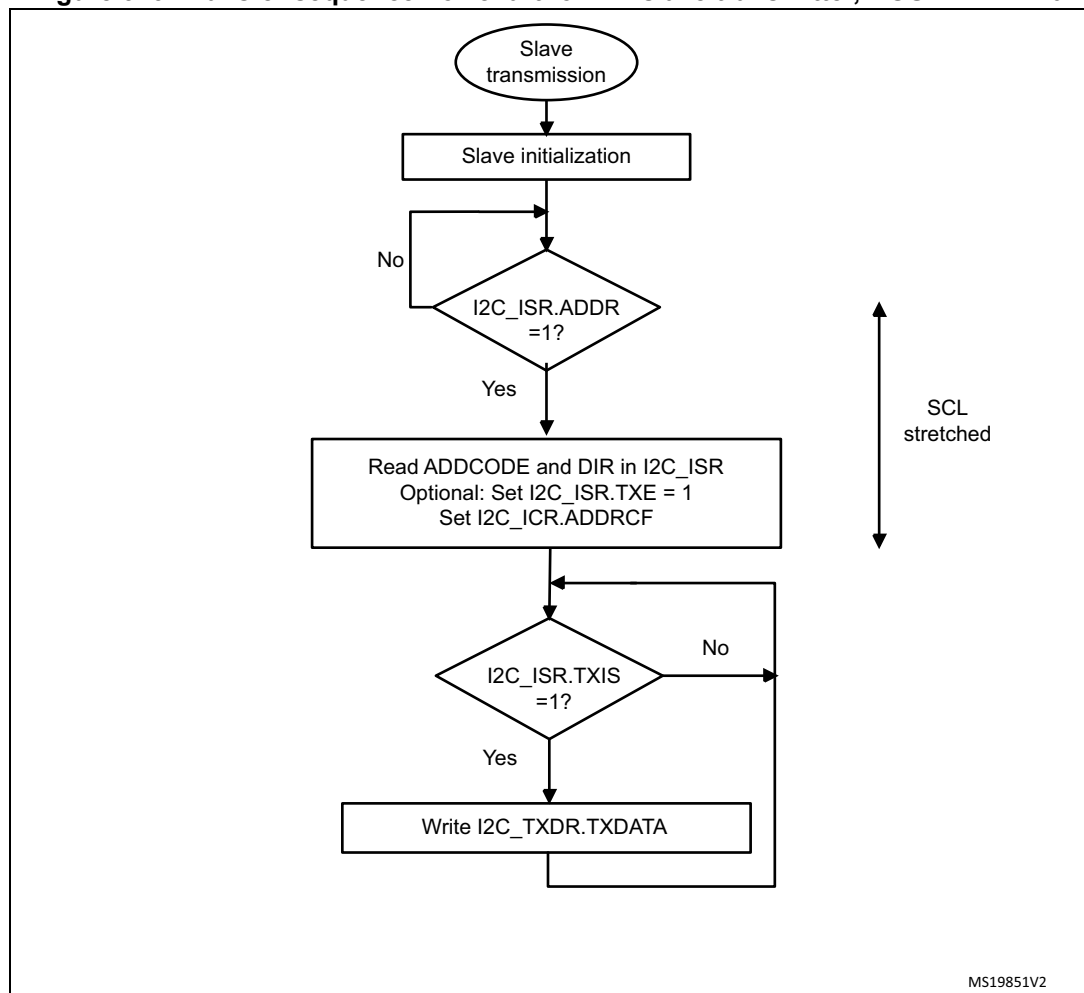 Slave
transmission
Slave initialization
No
I2C_ISR.ADDR
=1?
Yes
SCL
stretched
Read ADDCODE and DIR in I2C_ISR
Optional: Set I2C_ISR.TXE = 1
Set I2C_ICR.ADDRCF
No
I2C_ISR.TXIS
=1?
Yes
Write I2C_TXDR.TXDATA
MS19851V2